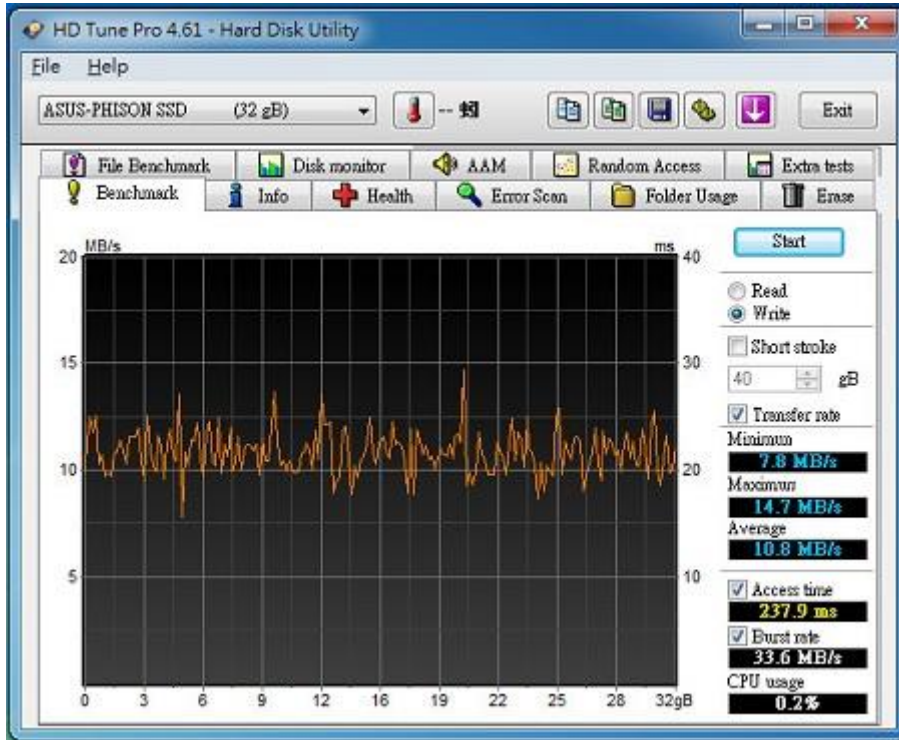 HD Tune Pro 4.61 - Hard Disk Utility
File Help
ASUS-PHISON SSD (32 gB)
-- 蚓
Exit
File Benchmark Disk monitor AAM Random Access Extra tests
Benchmark Info Health Error Scan Folder Usage Erase
MB/s
ms
20
15
10
5
40
30
20
10
0 3 6 9 12 16 19 22 25 28 32gB
Start
Read
Write
Short stroke
40 gB
Transfer rate
Minimum
7.8 MB/s
Maximum
14.7 MB/s
Average
10.8 MB/s
Access time
237.9 ms
Burst rate
33.6 MB/s
CPU usage
0.2%